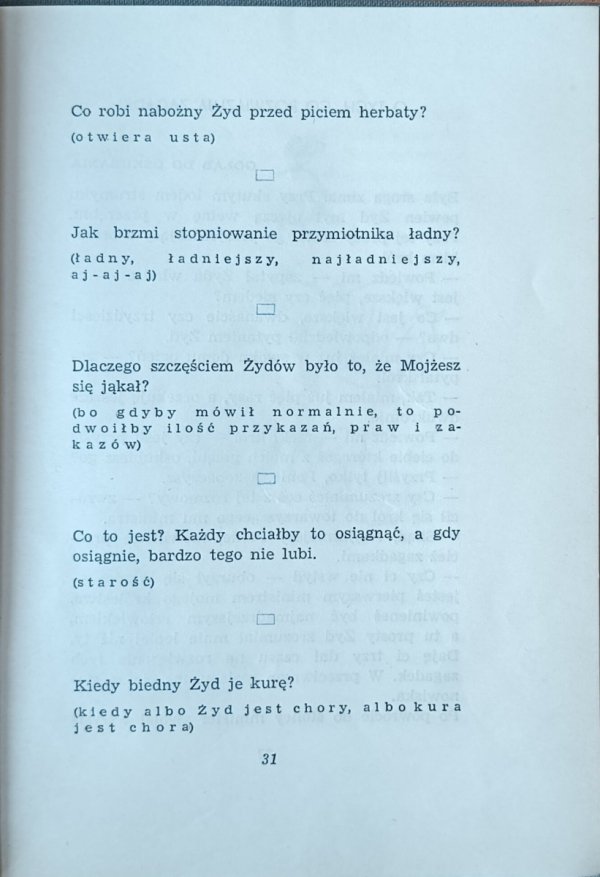 Co robi nabożny Żyd przed piciem herbaty?
(otwiera usta)
Jak brzmi stopniowanie przymiotnika ładny?
(ładny, ładniejszy, najładniejszy,
aj-aj-aj)
Dlaczego szczęściem Żydów było to, że Mojżesz
się jąkał?
(bo gdyby mówił normalnie, to po-
dwoiłby ilość przykazań, praw i za-
kazów)
Co to jest? Każdy chciałby to osiągnąć, a gdy
osiągnie, bardzo tego nie lubi.
(starość)
Kiedy biedny Żyd je kurę?
(kiedy albo Żyd jest chory, albo kura
jest chora)
31